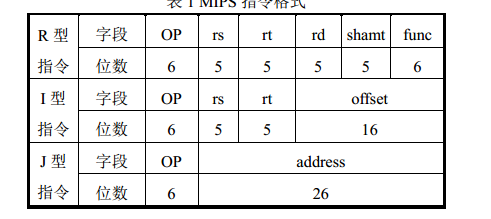 表 1 MIPS 指令格式
R 型 字段 OP rs rt rd shamt func
指令 位数 6 5 5 5 5 6
I 型 字段 OP rs rt offset
指令 位数 6 5 5 16
J 型 字段 OP address
指令 位数 6 26